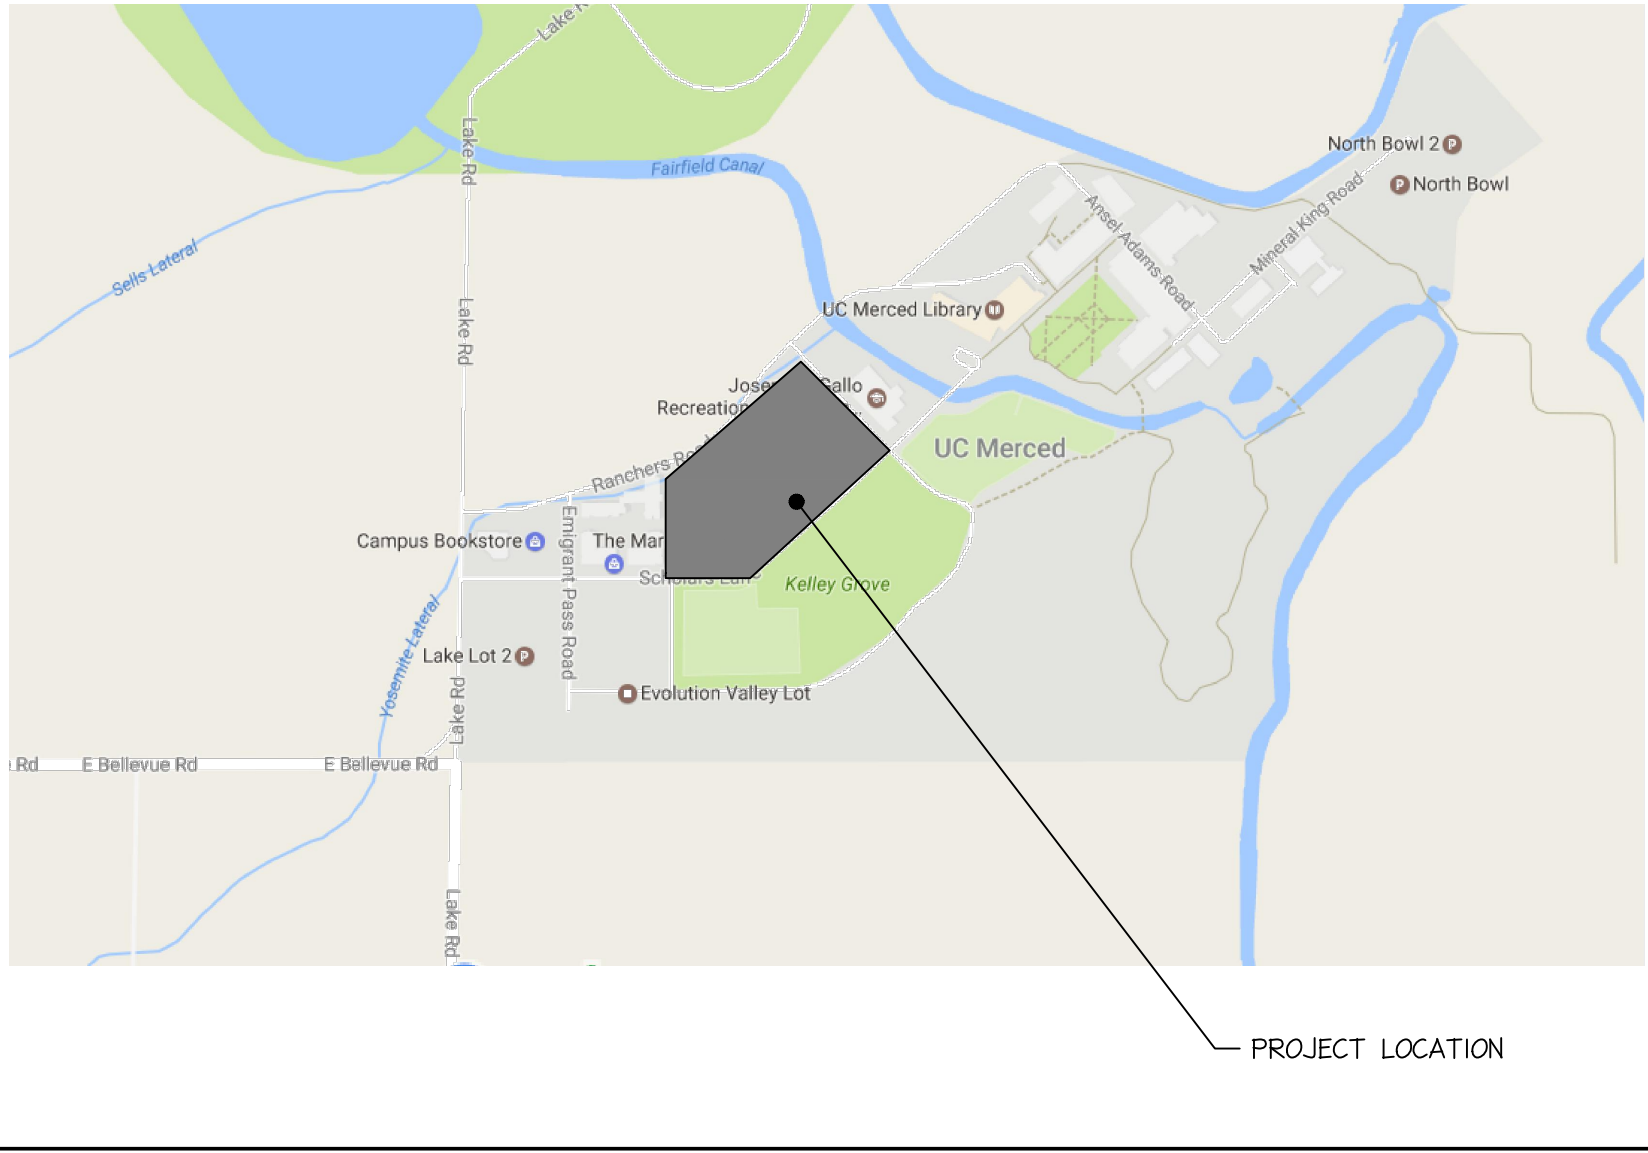 Lake R
Lake Rd
Fairfield Canal
North Bowl 2
North Bowl
Ansel Adams Road
Mineral King Road
Sells Lateral
Lake Rd
UC Merced Library
Gallo
Recreation
UC Merced
Ranchers
Campus Bookstore
The Mar
Emigrant Pass Road
Kelley Grove
Yosemite Lateral
Lake Lot 2
Evolution Valley Lot
Lake Rd
Rd
E Bellevue Rd
E Bellevue Rd
Lake Rd
PROJECT LOCATION